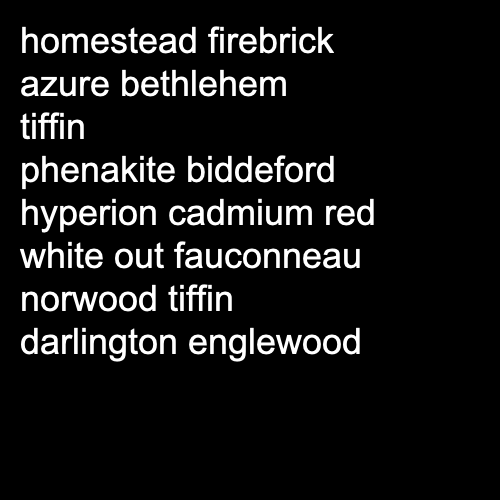 homestead firebrick
azure bethlehem
tiffin
phenakite biddeford
hyperion cadmium red
white out fauconneau
norwood tiffin
darlington englewood